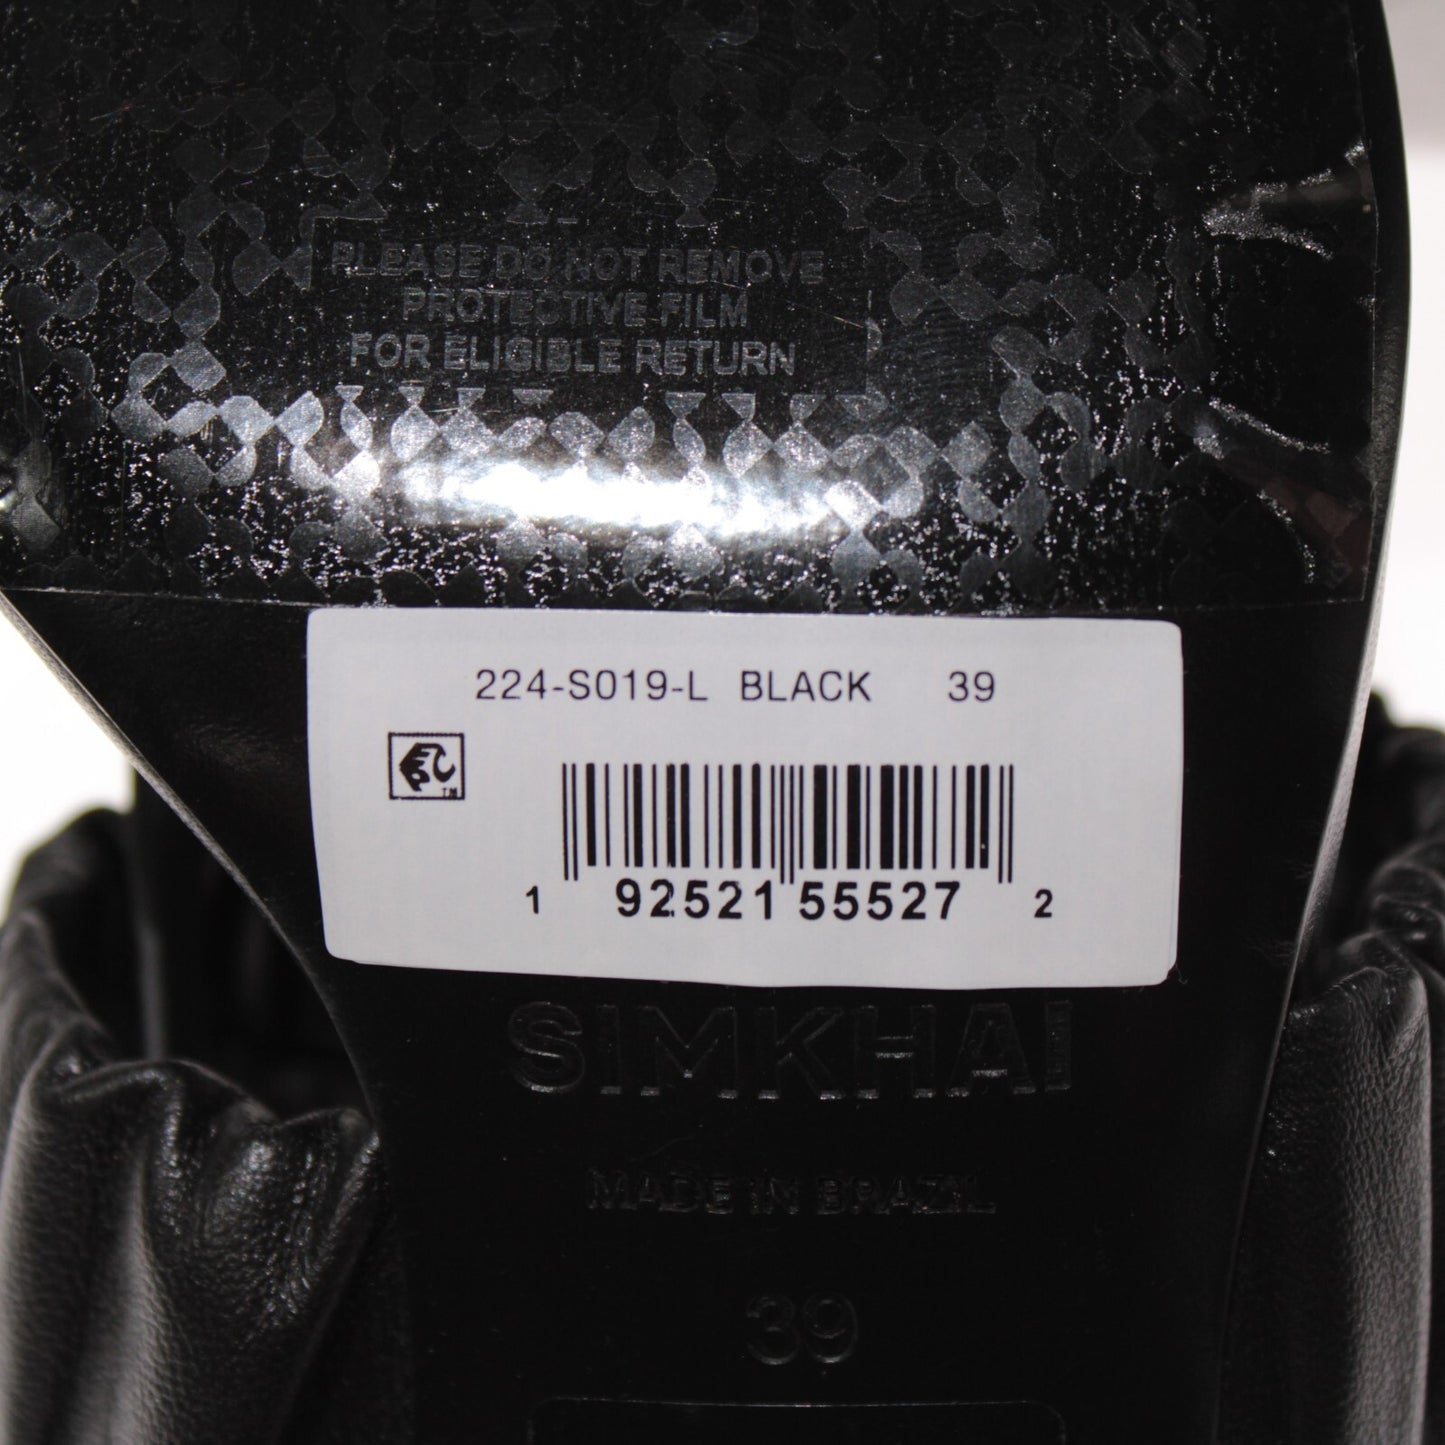 PLEASE DO NOT REMOVE
PROTECTIVE FILM
FOR ELIGIBLE RETURN
224-S019-L BLACK 39
TM
1 92521 55527 2
SIMKHAI
MADE IN BRAZIL
39